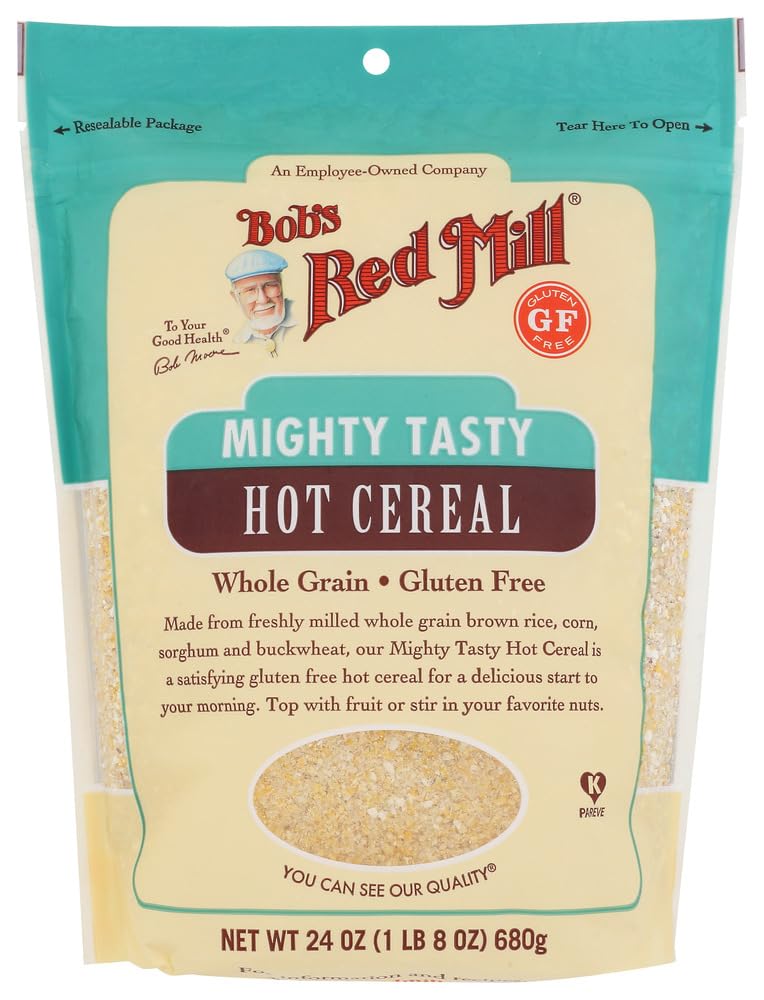 ← Resealable Package
Tear Here To Open →
An Employee-Owned Company
Bob's
Red Mill®
GLUTEN
GF
FREE
To Your
Good Health®
Bob Moore
MIGHTY TASTY
HOT CEREAL
Whole Grain • Gluten Free
Made from freshly milled whole grain brown rice, corn,
sorghum and buckwheat, our Mighty Tasty Hot Cereal is
a satisfying gluten free hot cereal for a delicious start to
your morning. Top with fruit or stir in your favorite nuts.
K
PAREVE
YOU CAN SEE OUR QUALITY®
NET WT 24 OZ (1 LB 8 OZ) 680g
information and